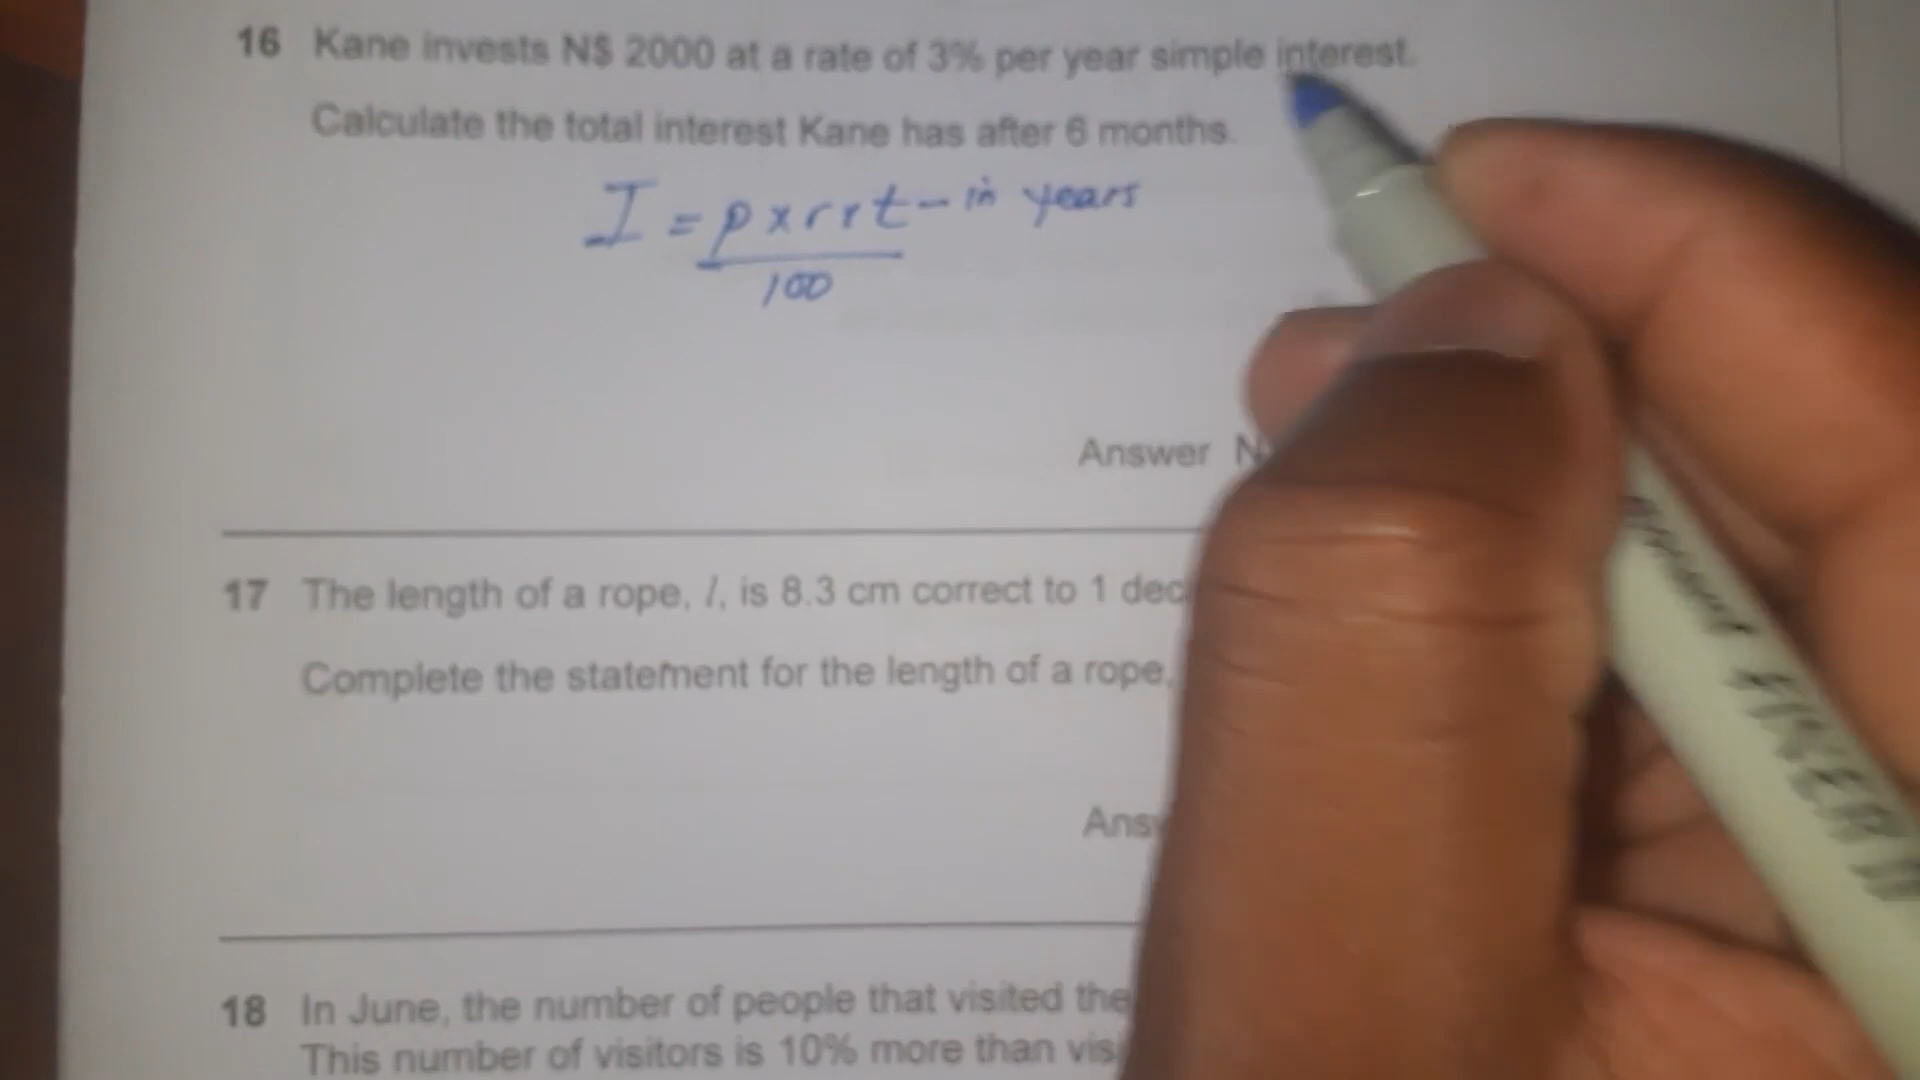 16 Kane invests N$ 2000 at a rate of 3% per year simple interest.
Calculate the total interest Kane has after 6 months.
I = p x r x t - in years
100
Answer N
17 The length of a rope, l, is 8.3 cm correct to 1 dec
Complete the statement for the length of a rope,
Ans
18 In June, the number of people that visited the
This number of visitors is 10% more than vis